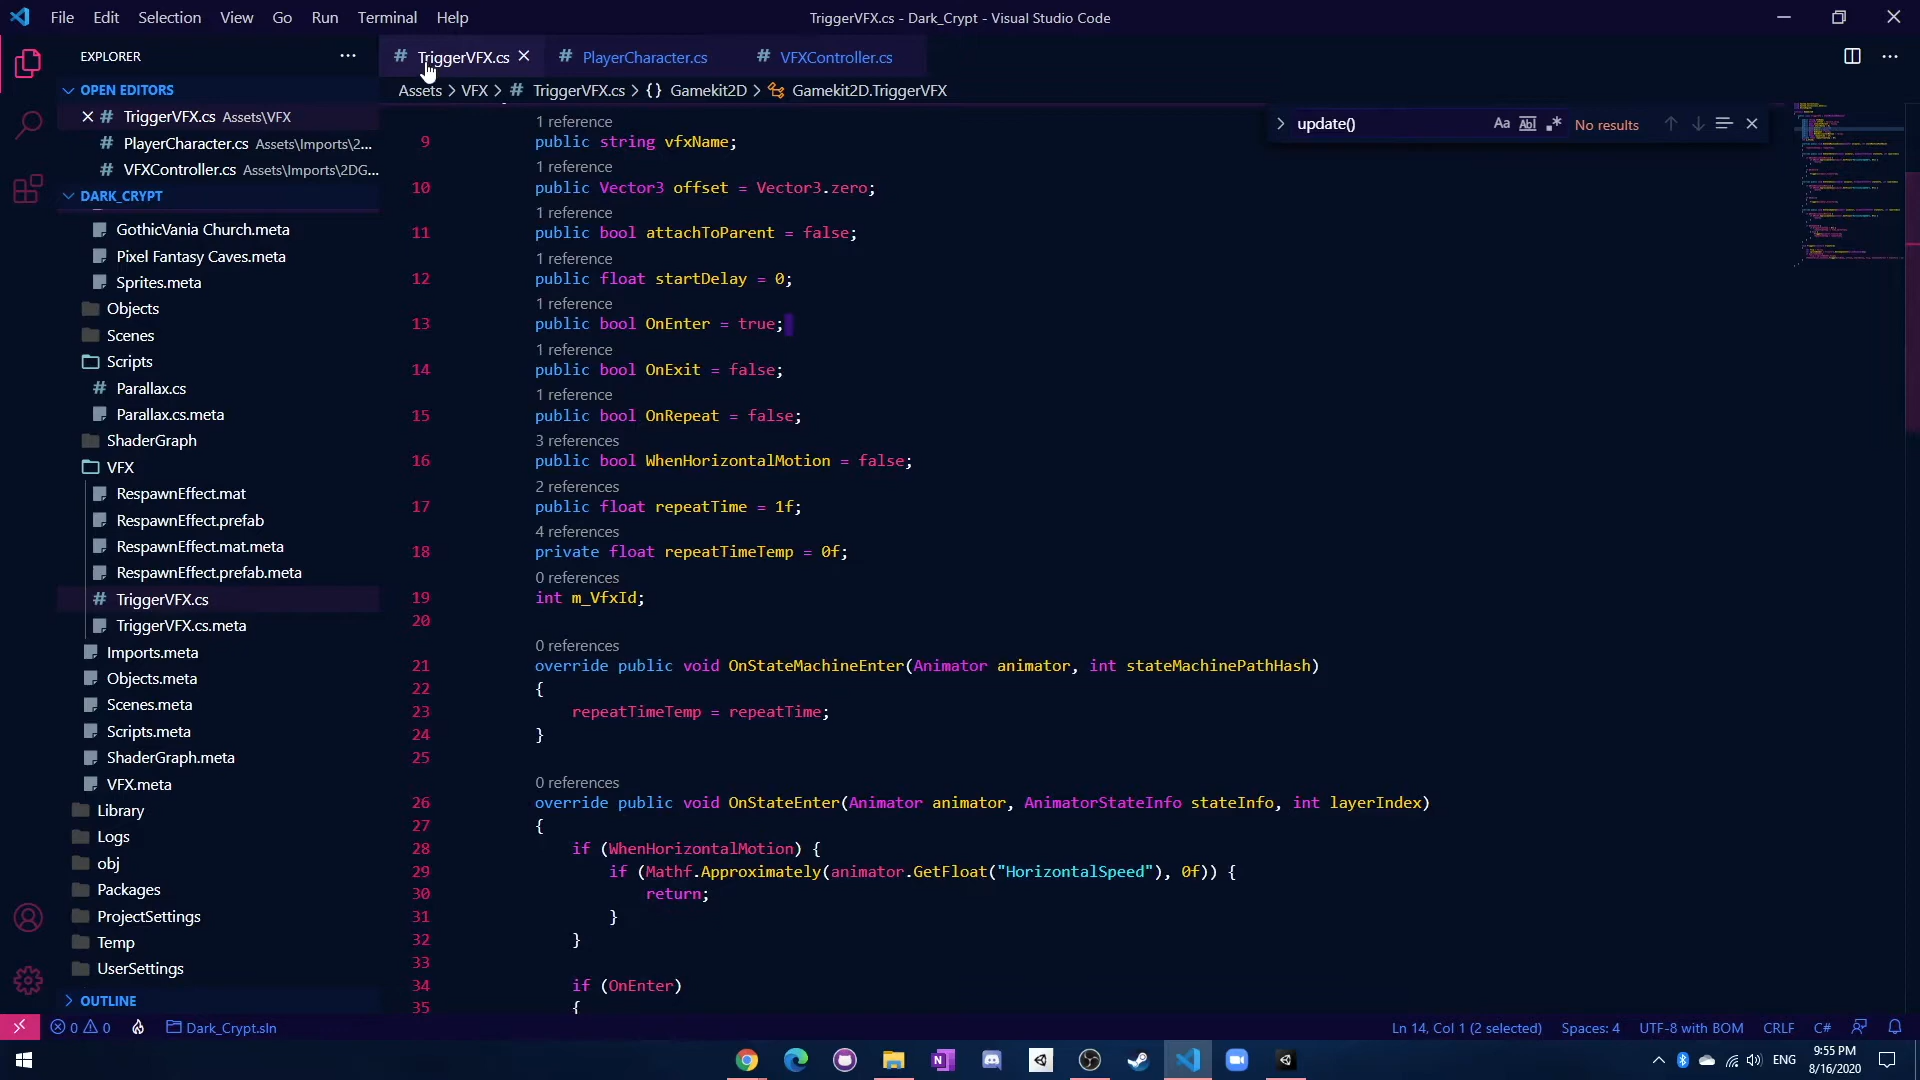 File Edit Selection View Go Run Terminal Help
TriggerVFX.cs - Dark_Crypt - Visual Studio Code
EXPLORER
OPEN EDITORS
TriggerVFX.cs Assets\VFX
PlayerCharacter.cs Assets\Imports\2...
VFXController.cs Assets\Imports\2DG...
DARK_CRYPT
GothicVania Church.meta
Pixel Fantasy Caves.meta
Sprites.meta
Objects
Scenes
Scripts
Parallax.cs
Parallax.cs.meta
ShaderGraph
VFX
RespawnEffect.mat
RespawnEffect.prefab
RespawnEffect.mat.meta
RespawnEffect.prefab.meta
TriggerVFX.cs
TriggerVFX.cs.meta
Imports.meta
Objects.meta
Scenes.meta
Scripts.meta
ShaderGraph.meta
VFX.meta
Library
Logs
obj
Packages
ProjectSettings
Temp
UserSettings
OUTLINE
# TriggerVFX.cs # PlayerCharacter.cs # VFXController.cs
Assets > VFX > # TriggerVFX.cs > {} Gamekit2D > Gamekit2D.TriggerVFX
update() Aa Abl .* No results
1 reference
9 public string vfxName;
1 reference
10 public Vector3 offset = Vector3.zero;
1 reference
11 public bool attachToParent = false;
1 reference
12 public float startDelay = 0;
1 reference
13 public bool OnEnter = true;
1 reference
14 public bool OnExit = false;
1 reference
15 public bool OnRepeat = false;
3 references
16 public bool WhenHorizontalMotion = false;
2 references
17 public float repeatTime = 1f;
4 references
18 private float repeatTimeTemp = 0f;
0 references
19 int m_VfxId;
20
0 references
21 override public void OnStateMachineEnter(Animator animator, int stateMachinePathHash)
22 {
23 repeatTimeTemp = repeatTime;
24 }
25
0 references
26 override public void OnStateEnter(Animator animator, AnimatorStateInfo stateInfo, int layerIndex)
27 {
28 if (WhenHorizontalMotion) {
29 if (Mathf.Approximately(animator.GetFloat("HorizontalSpeed"), 0f)) {
30 return;
31 }
32 }
33
34 if (OnEnter)
35 {
0 0 Dark_Crypt.sln
Ln 14, Col 1 (2 selected) Spaces: 4 UTF-8 with BOM CRLF C#
ENG
9:55 PM
8/16/2020